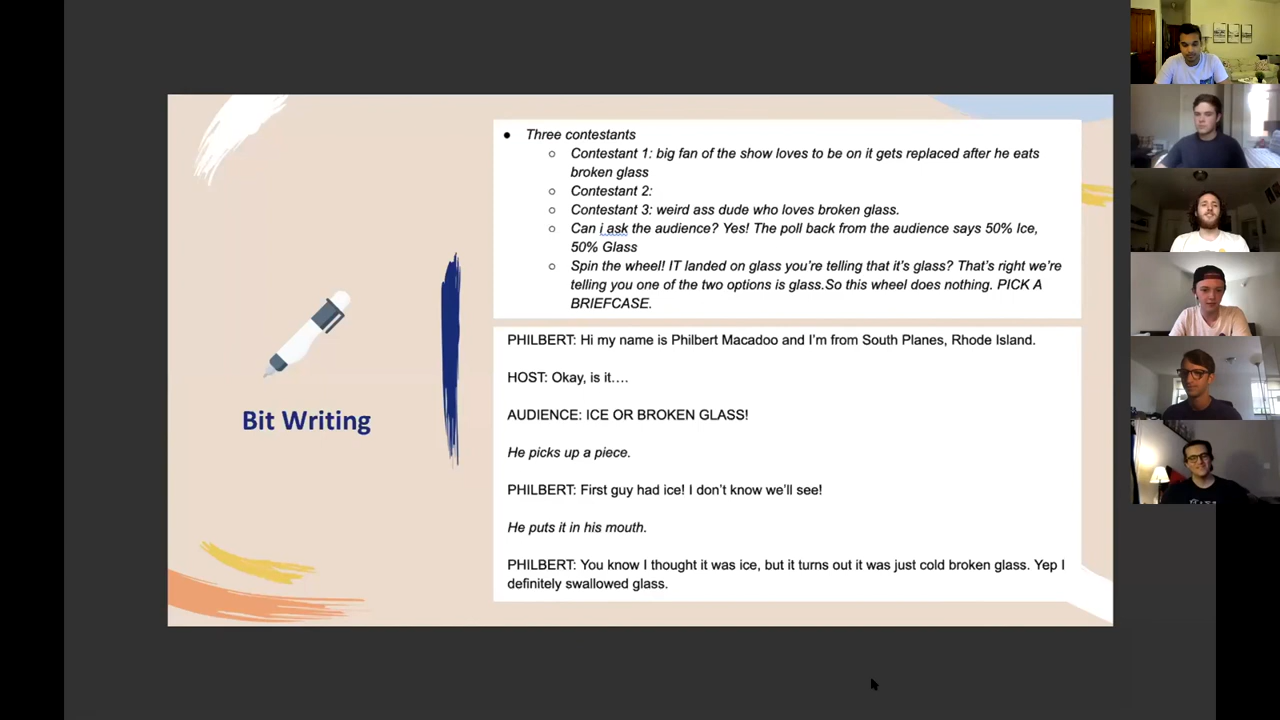 Three contestants
Contestant 1: big fan of the show loves to be on it gets replaced after he eats
broken glass
Contestant 2:
Contestant 3: weird ass dude who loves broken glass.
Can i ask the audience? Yes! The poll back from the audience says 50% Ice,
50% Glass
Spin the wheel! IT landed on glass you're telling that it's glass? That's right we're
telling you one of the two options is glass.So this wheel does nothing. PICK A
BRIEFCASE.
Bit Writing
PHILBERT: Hi my name is Philbert Macadoo and I'm from South Planes, Rhode Island.
HOST: Okay, is it….
AUDIENCE: ICE OR BROKEN GLASS!
He picks up a piece.
PHILBERT: First guy had ice! I don't know we'll see!
He puts it in his mouth.
PHILBERT: You know I thought it was ice, but it turns out it was just cold broken glass. Yep I
definitely swallowed glass.